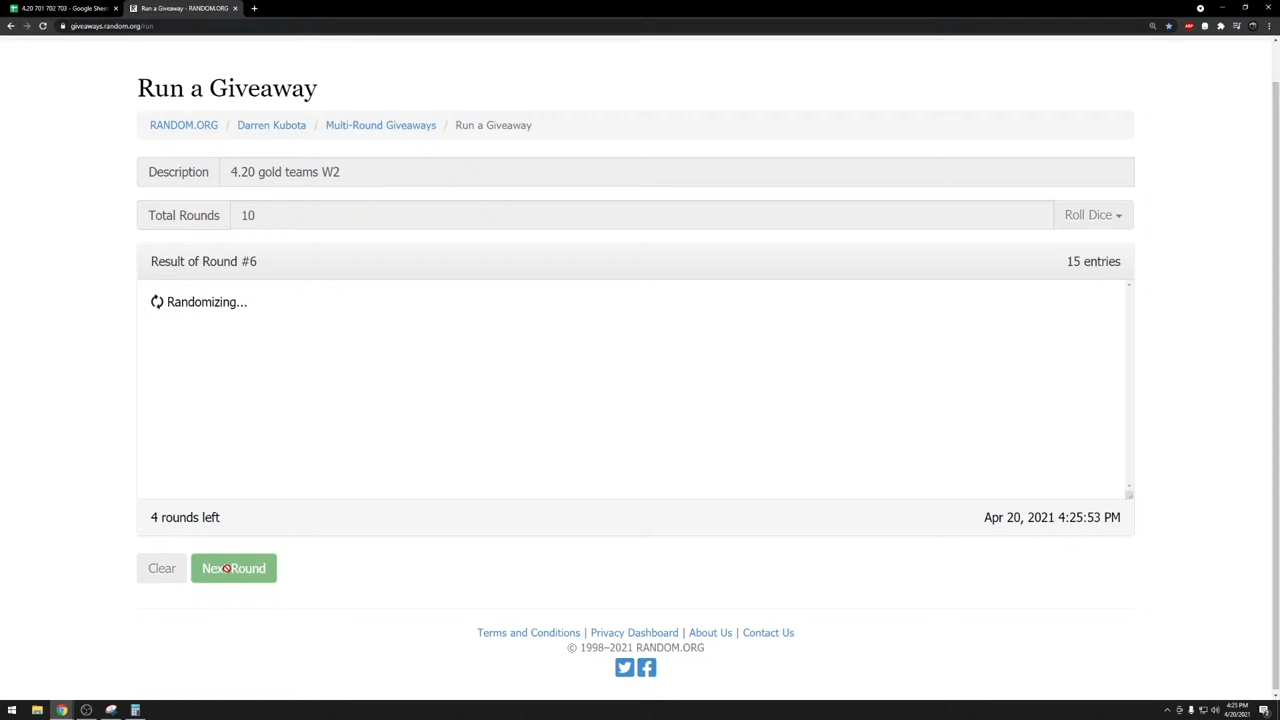 4.20 701 702 703 - Google Sheet
Run a Giveaway - RANDOM.ORG
giveaways.random.org/run
Run a Giveaway
RANDOM.ORG / Darren Kubota / Multi-Round Giveaways / Run a Giveaway
Description 4.20 gold teams W2
Total Rounds 10 Roll Dice
Result of Round #6 15 entries
Randomizing...
4 rounds left Apr 20, 2021 4:25:53 PM
Clear Next Round
Terms and Conditions | Privacy Dashboard | About Us | Contact Us
© 1998–2021 RANDOM.ORG
4:25 PM
4/20/2021